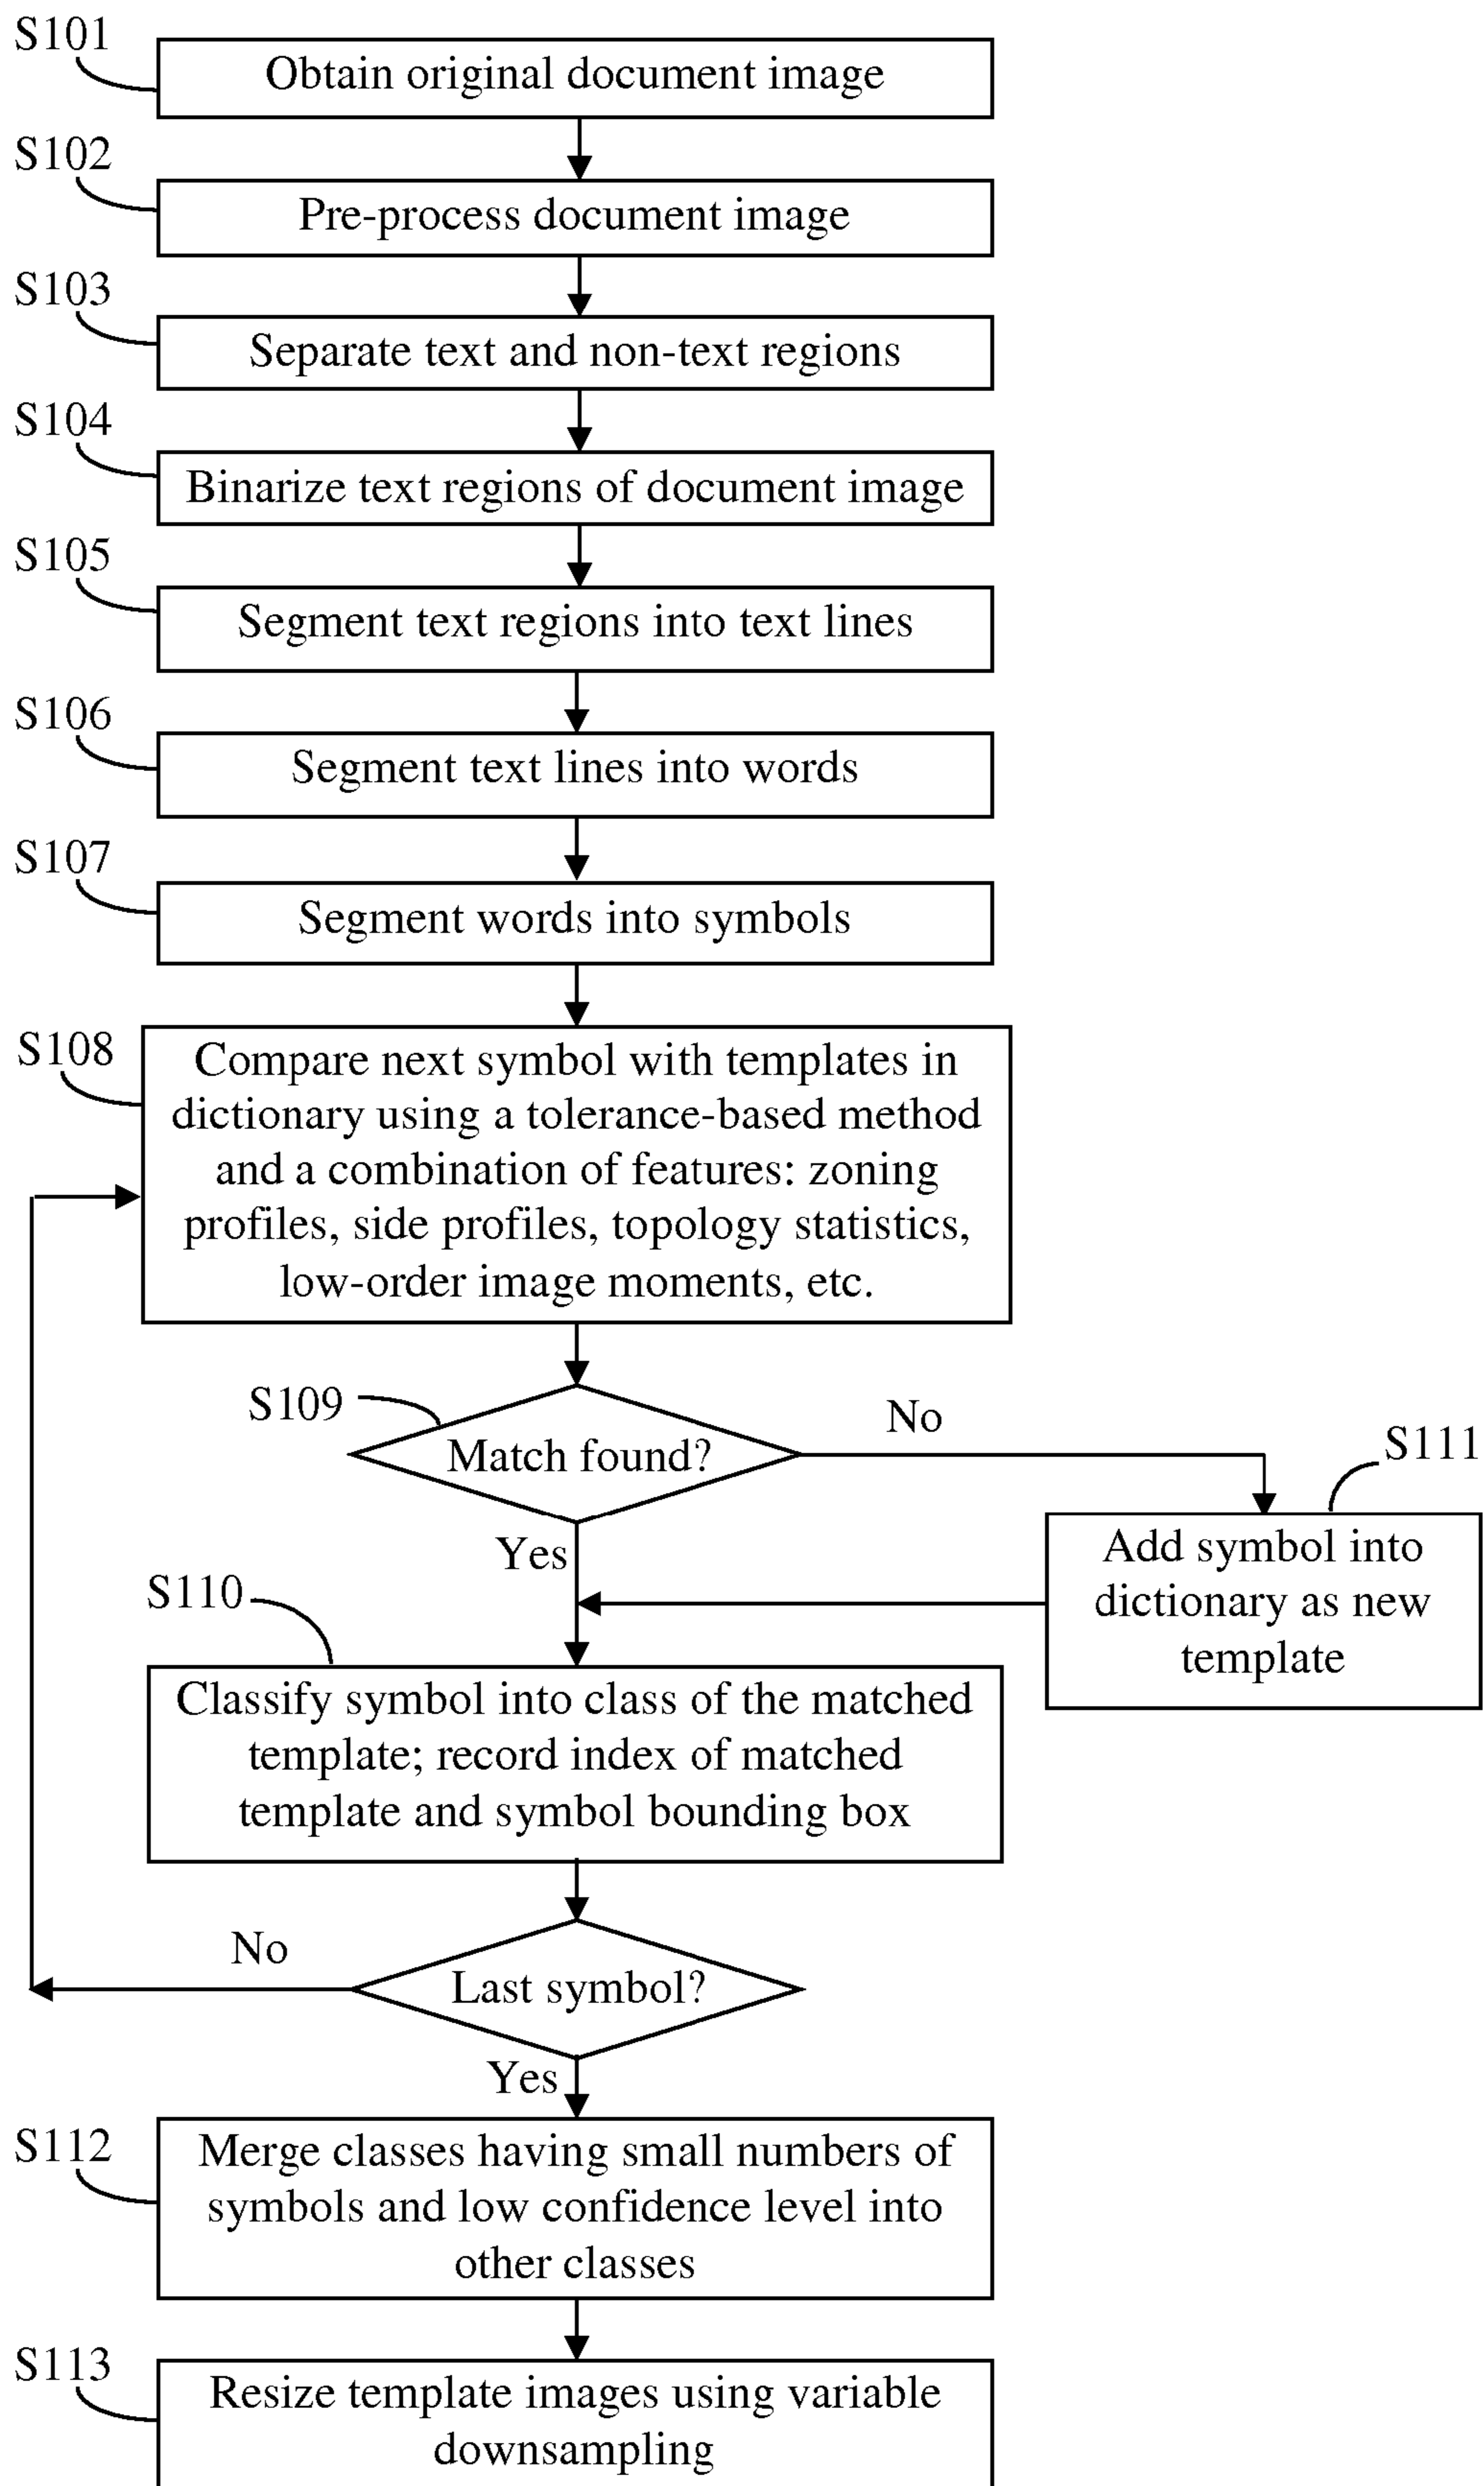 S101
Obtain original document image
S102
Pre-process document image
S103
Separate text and non-text regions
S104
Binarize text regions of document image
S105
Segment text regions into text lines
S106
Segment text lines into words
S107
Segment words into symbols
S108
Compare next symbol with templates in
dictionary using a tolerance-based method
and a combination of features: zoning
profiles, side profiles, topology statistics,
low-order image moments, etc.
S109
Match found?
No
S111
Add symbol into
dictionary as new
template
Yes
S110
Classify symbol into class of the matched
template; record index of matched
template and symbol bounding box
No
Last symbol?
Yes
S112
Merge classes having small numbers of
symbols and low confidence level into
other classes
S113
Resize template images using variable
downsampling